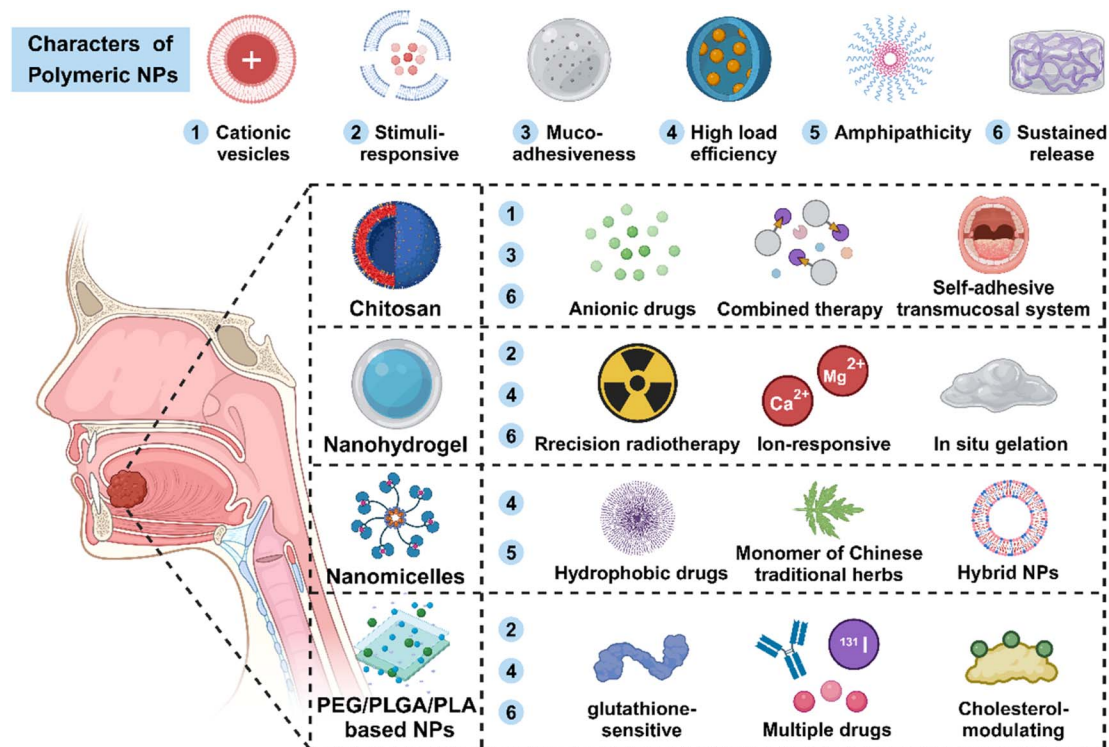 Characters of
Polymeric NPs
+
1 Cationic
vesicles
2 Stimuli-
responsive
3 Muco-
adhesiveness
4 High load
efficiency
5 Amphipathicity
6 Sustained
release
Chitosan
1
3
6
Anionic drugs
Combined therapy
Self-adhesive
transmucosal system
Nanohydrogel
2
4
6
Rrecision radiotherapy
Ca2+
Mg2+
Ion-responsive
In situ gelation
Nanomicelles
4
5
Hydrophobic drugs
Monomer of Chinese
traditional herbs
Hybrid NPs
PEG/PLGA/PLA
based NPs
2
4
6
glutathione-
sensitive
131 I
Multiple drugs
Cholesterol-
modulating